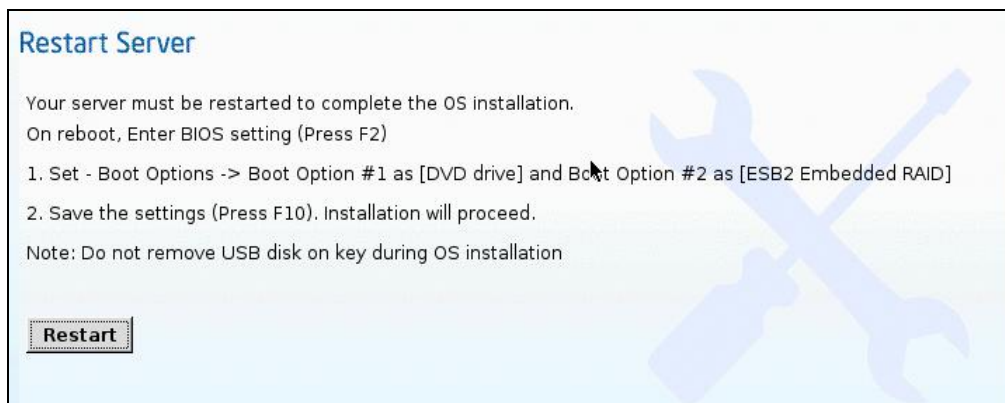 Restart Server
Your server must be restarted to complete the OS installation.
On reboot, Enter BIOS setting (Press F2)
1. Set - Boot Options -> Boot Option #1 as [DVD drive] and Boot Option #2 as [ESB2 Embedded RAID]
2. Save the settings (Press F10). Installation will proceed.
Note: Do not remove USB disk on key during OS installation
Restart